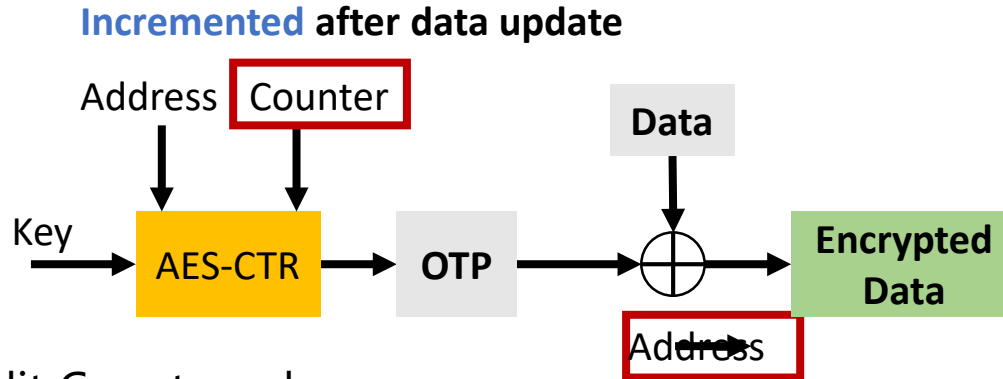 Incremented after data update
Address Counter
Data
Key
AES-CTR
OTP
Encrypted
Data
Address